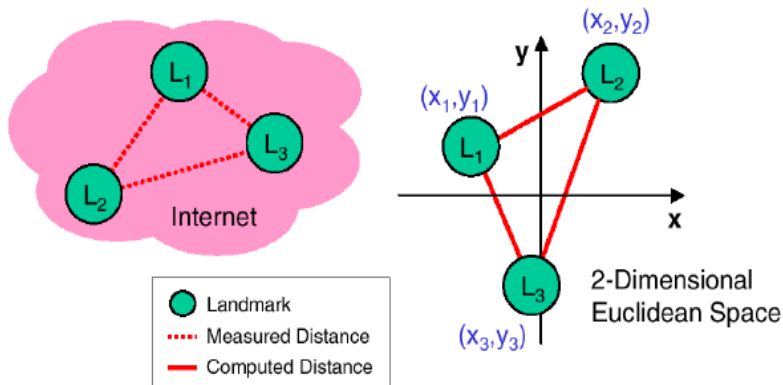 L₁
L₃
L₂
Internet
Landmark
Measured Distance
Computed Distance
(x₂,y₂)
y
L₂
(x₁,y₁)
L₁
x
L₃
2-Dimensional
Euclidean Space
(x₃,y₃)